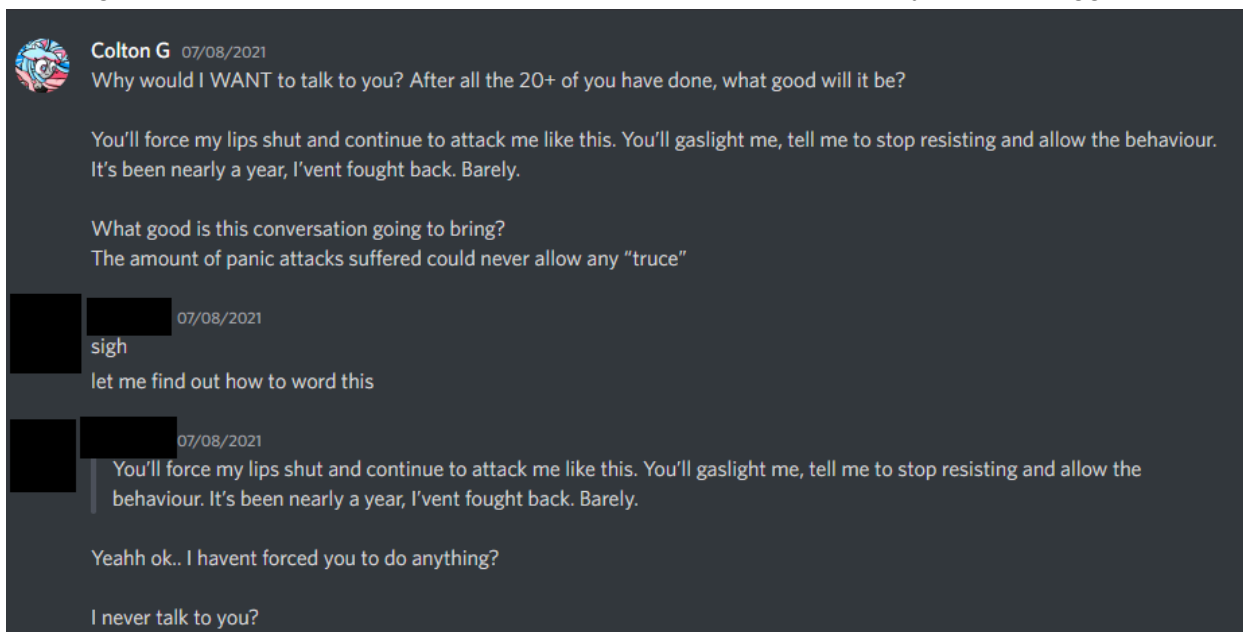 Colton G 07/08/2021
Why would I WANT to talk to you? After all the 20+ of you have done, what good will it be?
You'll force my lips shut and continue to attack me like this. You'll gaslight me, tell me to stop resisting and allow the behaviour.
It's been nearly a year, I'vent fought back. Barely.
What good is this conversation going to bring?
The amount of panic attacks suffered could never allow any “truce”
07/08/2021
sigh
let me find out how to word this
07/08/2021
You'll force my lips shut and continue to attack me like this. You'll gaslight me, tell me to stop resisting and allow the
behaviour. It's been nearly a year, I'vent fought back. Barely.
Yeahh ok.. I havent forced you to do anything?
I never talk to you?